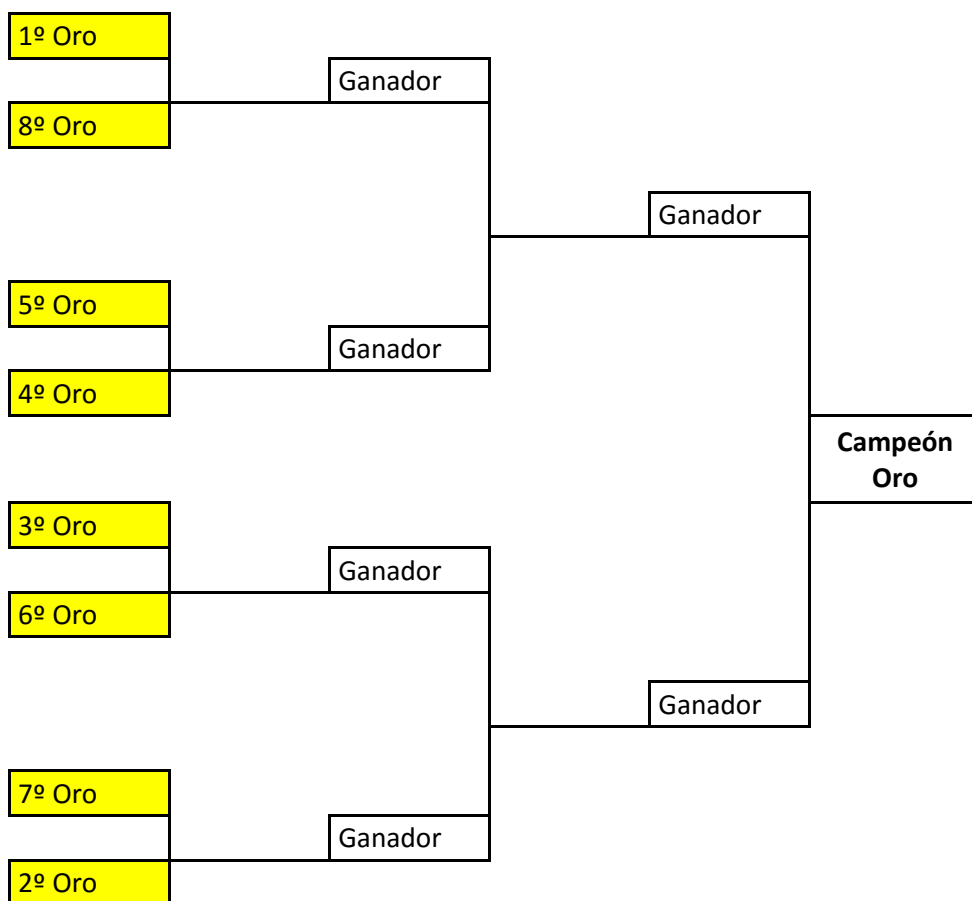 1º Oro
Ganador
8º Oro
Ganador
5º Oro
Ganador
4º Oro
Campeón
Oro
3º Oro
Ganador
6º Oro
Ganador
7º Oro
Ganador
2º Oro